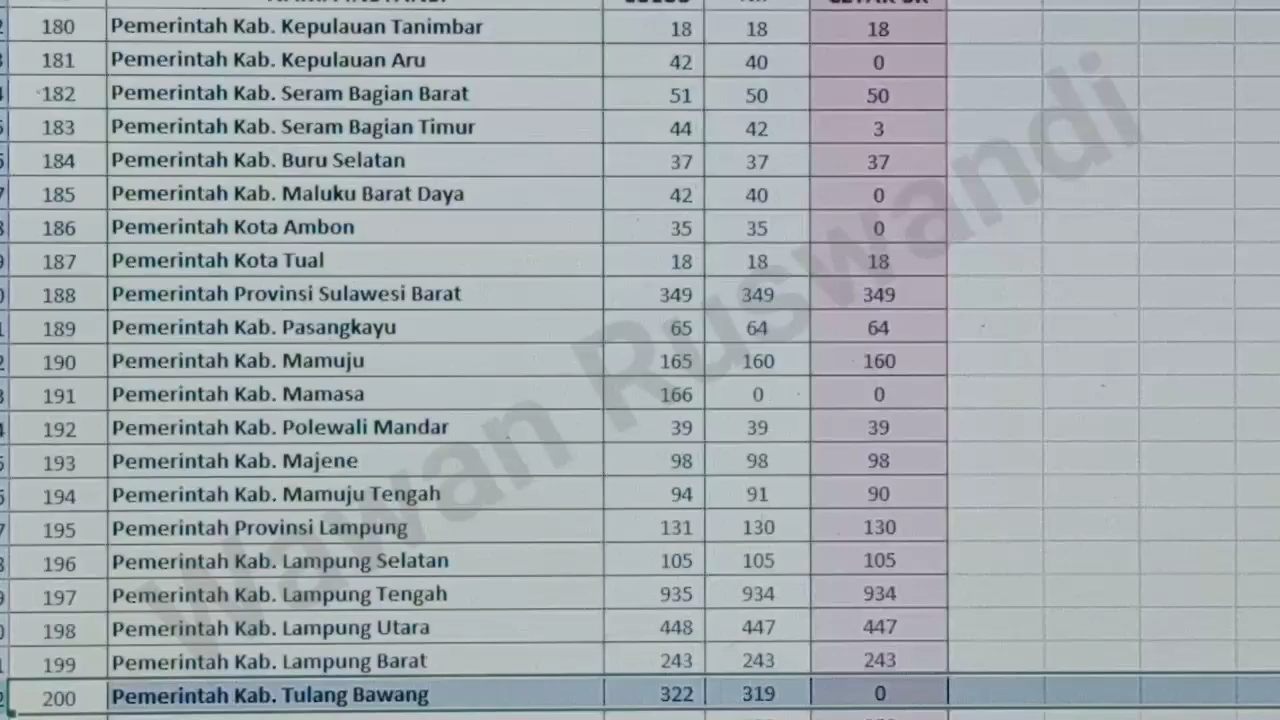 180 Pemerintah Kab. Kepulauan Tanimbar 18 18 18
181 Pemerintah Kab. Kepulauan Aru 42 40 0
182 Pemerintah Kab. Seram Bagian Barat 51 50 50
183 Pemerintah Kab. Seram Bagian Timur 44 42 3
184 Pemerintah Kab. Buru Selatan 37 37 37
185 Pemerintah Kab. Maluku Barat Daya 42 40 0
186 Pemerintah Kota Ambon 35 35 0
187 Pemerintah Kota Tual 18 18 18
188 Pemerintah Provinsi Sulawesi Barat 349 349 349
189 Pemerintah Kab. Pasangkayu 65 64 64
190 Pemerintah Kab. Mamuju 165 160 160
191 Pemerintah Kab. Mamasa 166 0 0
192 Pemerintah Kab. Polewali Mandar 39 39 39
193 Pemerintah Kab. Majene 98 98 98
194 Pemerintah Kab. Mamuju Tengah 94 91 90
195 Pemerintah Provinsi Lampung 131 130 130
196 Pemerintah Kab. Lampung Selatan 105 105 105
197 Pemerintah Kab. Lampung Tengah 935 934 934
198 Pemerintah Kab. Lampung Utara 448 447 447
199 Pemerintah Kab. Lampung Barat 243 243 243
200 Pemerintah Kab. Tulang Bawang 322 319 0
Wawan Ruswandi